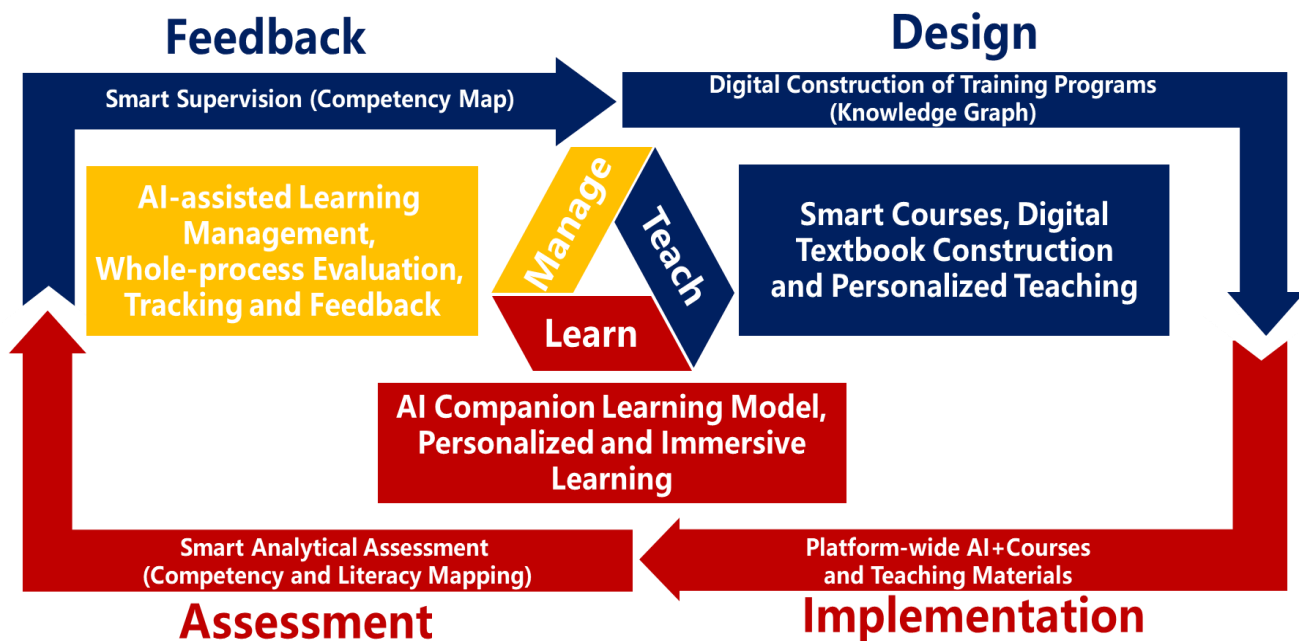 Feedback
Design
Smart Supervision (Competency Map)
Digital Construction of Training Programs
(Knowledge Graph)
AI-assisted Learning
Management,
Whole-process Evaluation,
Tracking and Feedback
Manage
Teach
Learn
Smart Courses, Digital
Textbook Construction
and Personalized Teaching
AI Companion Learning Model,
Personalized and Immersive
Learning
Smart Analytical Assessment
(Competency and Literacy Mapping)
Platform-wide AI+Courses
and Teaching Materials
Assessment
Implementation